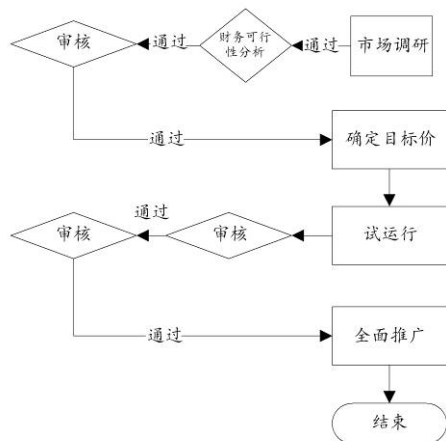 审核
通过
财务可行
性分析
通过
市场调研
通过
确定目标价
通过
审核
审核
试运行
通过
全面推广
结束